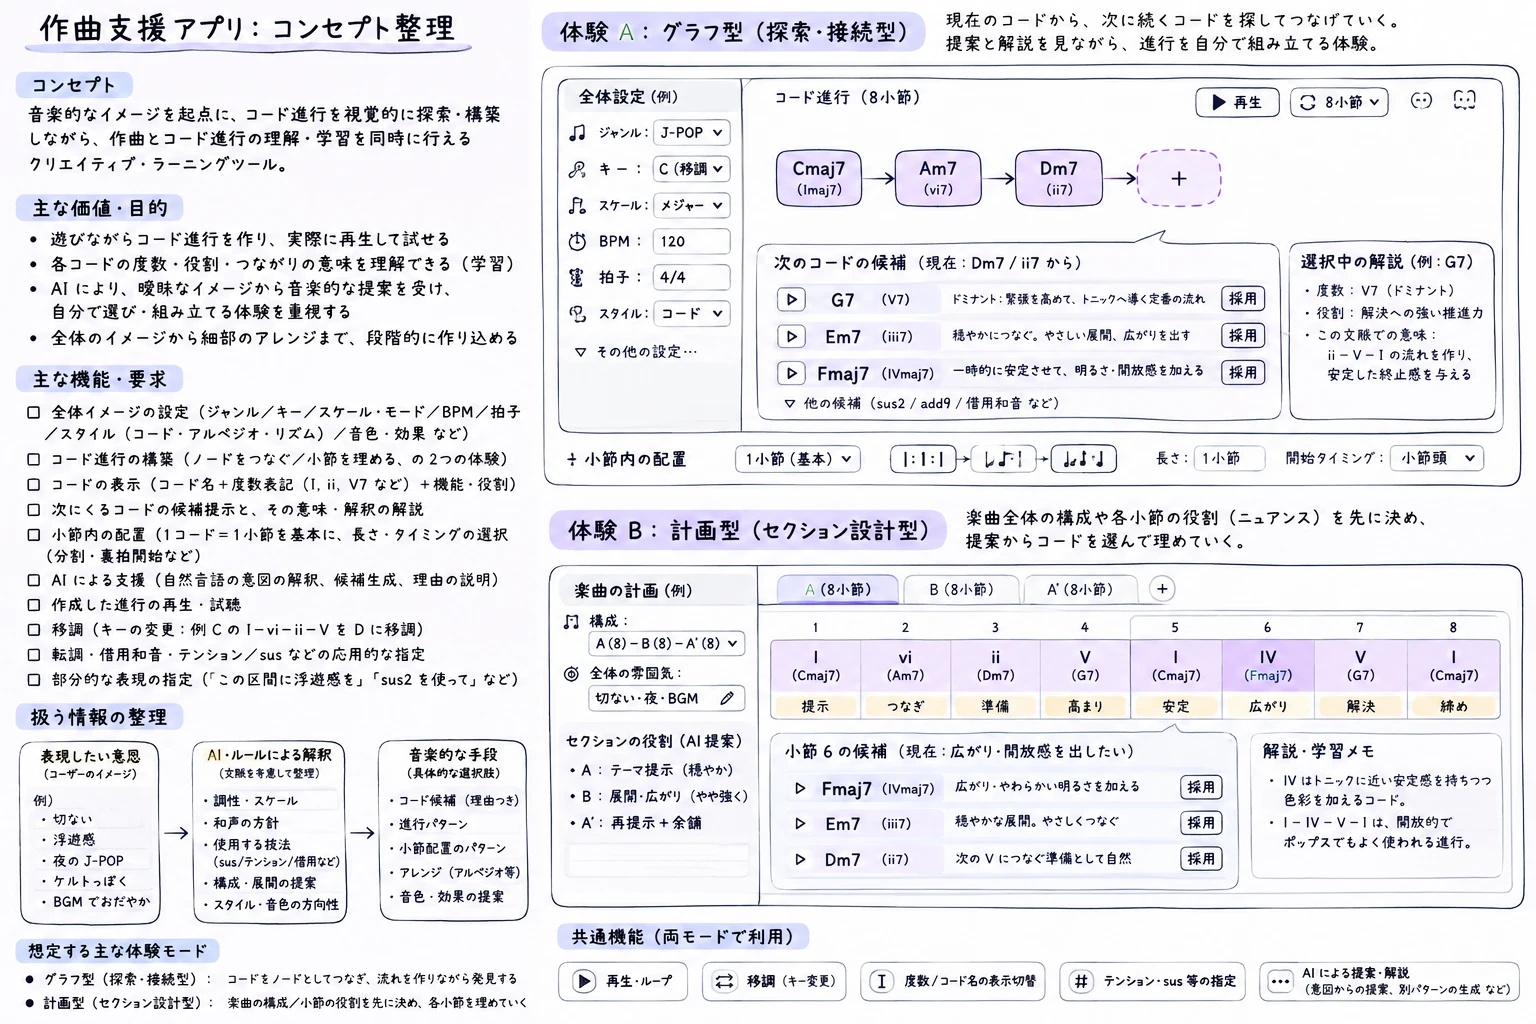 作曲支援アプリ：コンセプト整理
コンセプト
音楽的なイメージを起点に、コード進行を視覚的に探索・構築
しながら、作曲とコード進行の理解・学習を同時に行える
クリエイティブ・ラーニングツール。
主な価値・目的
• 遊びながらコード進行を作り、実際に再生して試せる
• 各コードの度数・役割・つながりの意味を理解できる（学習）
• AIにより、曖昧なイメージから音楽的な提案を受け、
自分で選び・組み立てる体験を重視する
• 全体のイメージから細部のアレンジまで、段階的に作り込める
主な機能・要求
□ 全体イメージの設定（ジャンル／キー／スケール・モード／BPM／拍子
／スタイル（コード・アルペジオ・リズム）／音色・効果 など）
□ コード進行の構築（ノードをつなぐ／小節を埋める、の2つの体験）
□ コードの表示（コード名＋度数表記（I, ii, V7 など）＋機能・役割）
□ 次にくるコードの候補提示と、その意味・解釈の解説
□ 小節内の配置（1コード＝1小節を基本に、長さ・タイミングの選択
（分割・裏拍開始など）
□ AIによる支援（自然音語の意図の解釈、候補生成、理由の説明）
□ 作成した進行の再生・試聴
□ 移調（キーの変更：例 C の I−vi−ii−V を D に移調）
□ 転調・借用和音・テンション／sus などの応用的な指定
□ 部分的な表現の指定（「この区間に浮遊感を」「sus2 を使って」など）
扱う情報の整理
表現したい意図
（ユーザーのイメージ）
例）
・切ない
・浮遊感
・夜の J-POP
・ケルトっぽく
・BGM でおだやか
AI・ルールによる解釈
（文脈を考慮して整理）
・調性・スケール
・和声の方針
・使用する技法
（sus/テンション/借用など）
・構成・展開の提案
・スタイル・音色の方向性
音楽的な手段
（具体的な選択肢）
・コード候補（理由つき）
・進行パターン
・小節配置のパターン
・アレンジ（アルペジオ等）
・音色・効果の提案
想定する主な体験モード
● グラフ型（探索・接続型）： コードをノードとしてつなぎ、流れを作りながら発見する
● 計画型（セクション設計型）： 楽曲の構成／小節の役割を先に決め、各小節を埋めていく
体験 A：グラフ型（探索・接続型）
現在のコードから、次に続くコードを探してつなげていく。
提案と解説を見ながら、進行を自分で組み立てる体験。
全体設定（例）
ジャンル： J-POP
キー： C（移調
スケール： メジャー
BPM： 120
拍子： 4/4
スタイル： コード
▽ その他の設定…
コード進行（8小節）
再生
8小節
Cmaj7
(Imaj7)
Am7
(vi7)
Dm7
(ii7)
+
次のコードの候補（現在：Dm7 / ii7 から）
G7 (V7) ドミナント：緊張を高めて、トニックへ導く定番の流れ 採用
Em7 (iii7) 穏やかにつなぐ。やさしい展開、広がりを出す 採用
Fmaj7 (IVmaj7) 一時的に安定させて、明るさ・開放感を加える 採用
▽ 他の候補（sus2 / add9 / 借用和音 など）
選択中の解説（例：G7）
・度数：V7（ドミナント）
・役割：解決への強い推進力
・この文脈での意味：
ii−V−I の流れを作り、
安定した終止感を与える
小節内の配置
1小節（基本）
長さ： 1小節
開始タイミング： 小節頭
体験 B：計画型（セクション設計型）
楽曲全体の構成や各小節の役割（ニュアンス）を先に決め、
提案からコードを選んで埋めていく。
楽曲の計画（例）
構成：
A(8)−B(8)−A'(8)
全体の雰囲気：
切ない・夜・BGM
セクションの役割（AI提案）
• A：テーマ提示（穏やか）
• B：展開・広がり（やや強く）
• A'：再提示＋余韻
A（8小節）
B（8小節）
A'（8小節）
+
1 2 3 4 5 6 7 8
I vi ii V I IV V I
(Cmaj7) (Am7) (Dm7) (G7) (Cmaj7) (Fmaj7) (G7) (Cmaj7)
提示 つなぎ 準備 高まり 安定 広がり 解決 締め
小節6の候補（現在：広がり・開放感を出したい）
Fmaj7 (IVmaj7) 広がり・やわらかい明るさを加える 採用
Em7 (iii7) 穏やかな展開。やさしくつなぐ 採用
Dm7 (ii7) 次の V につなぐ準備として自然 採用
解説・学習メモ
・IV はトニックに近い安定感を持ちつつ
色彩を加えるコード。
・I−IV−V−I は、開放的で
ポップスでもよく使われる進行。
共通機能（両モードで利用）
再生・ループ
移調（キー変更）
I 度数／コード名の表示切替
# テンション・sus 等の指定
AI による提案・解説
（意図からの提案、別パターンの生成 など）